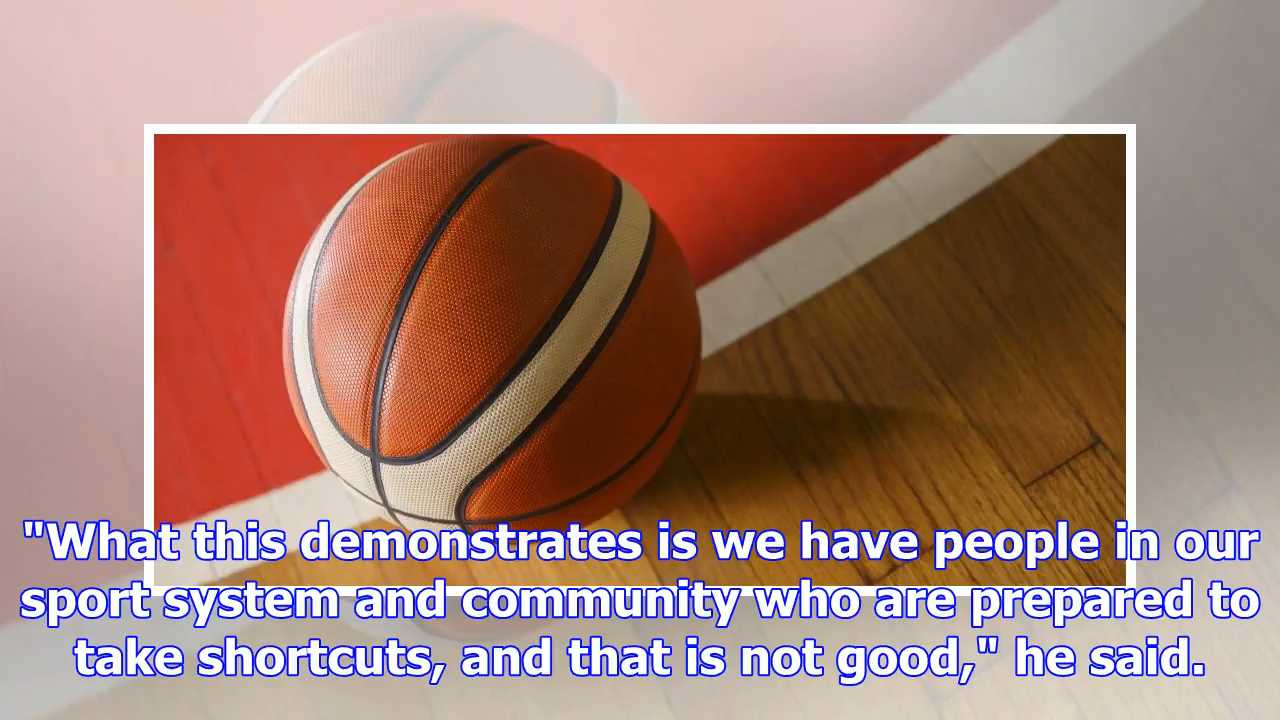 "What this demonstrates is we have people in our
sport system and community who are prepared to
take shortcuts, and that is not good," he said.